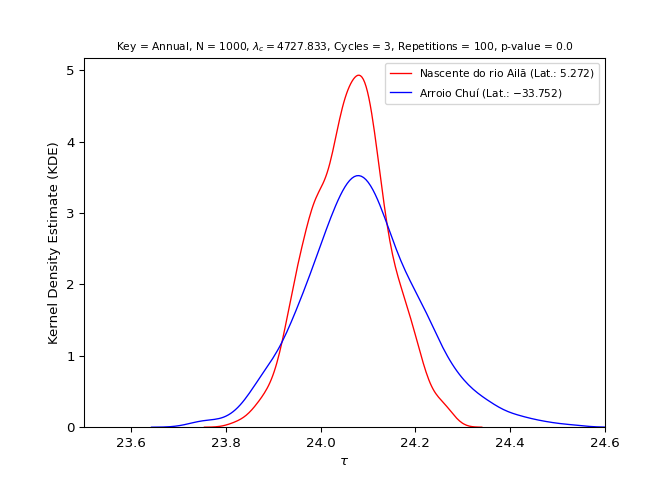 Key = Annual, N = 1000, λc = 4727.833, Cycles = 3, Repetitions = 100, p-value = 0.0
Nascente do rio Ailã (Lat.: 5.272)
Arroio Chuí (Lat.: −33.752)
Kernel Density Estimate (KDE)
5
4
3
2
1
0
23.6 23.8 24.0 24.2 24.4 24.6
τ